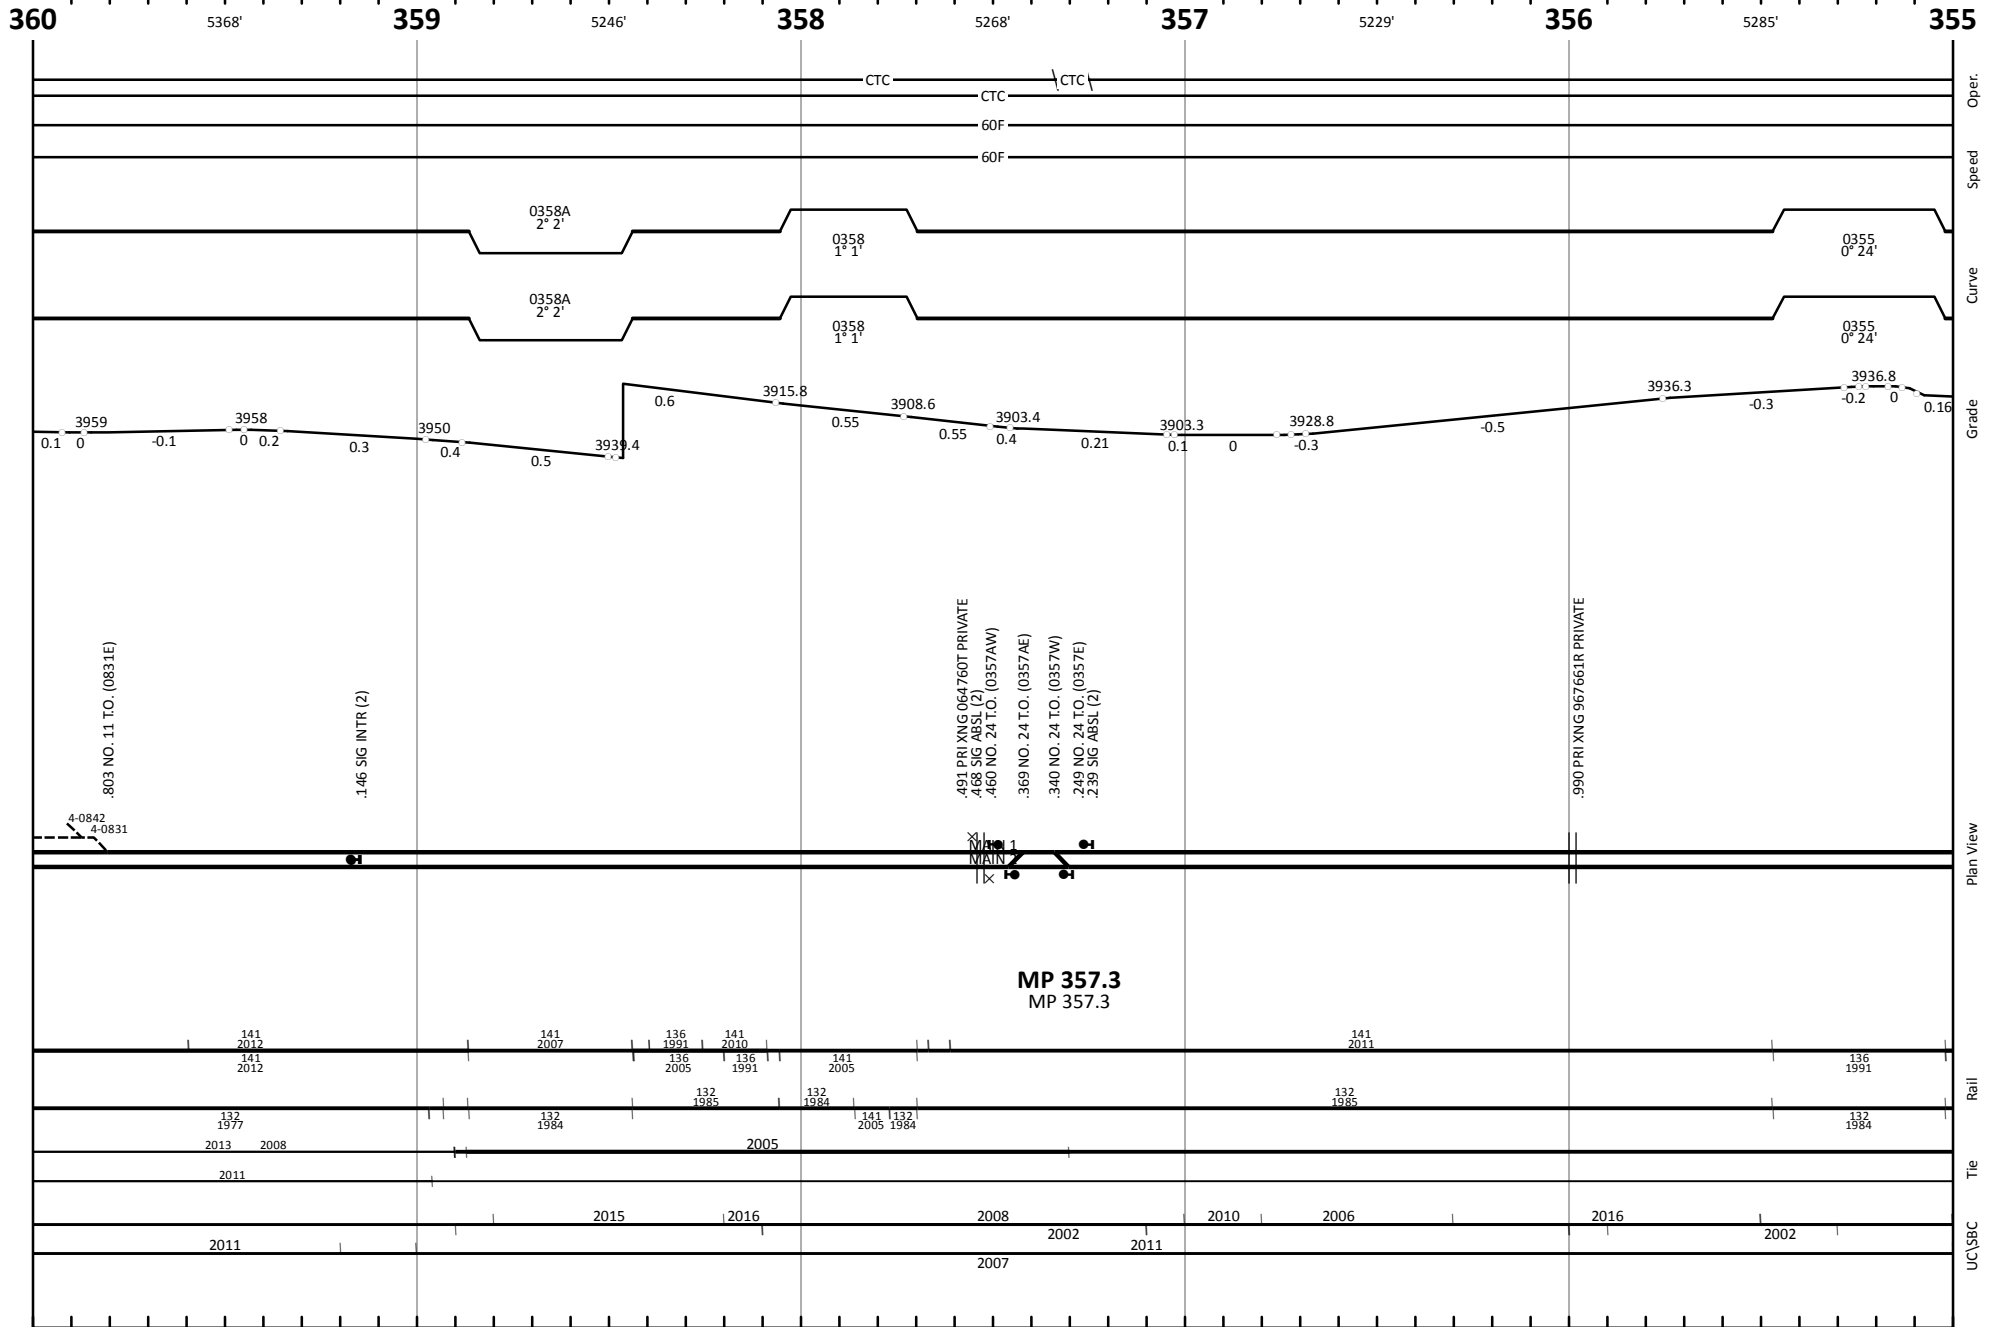 360 5368' 359 5246' 358 5268' 357 5229' 356 5285' 355
CTC CTC
CTC
Oper.
60F
60F
Speed
0358A
2° 2'
0358
1° 1'
0355
0° 24'
0358A
2° 2'
0358
1° 1'
0355
0° 24'
Curve
3959 3958 3950 3939.4 3915.8 3908.6 3903.4 3903.3 3928.8 3936.3 3936.8
0.1 0 -0.1 0 0.2 0.3 0.4 0.5 0.6 0.55 0.55 0.4 0.21 0.1 0 -0.3 -0.5 -0.3 -0.2 0 0.16
Grade
.803 NO. 11 T.O. (0831E)
.146 SIG INTR (2)
.491 PRI XNG 064760T PRIVATE
.468 SIG ABSL (2)
.460 NO. 24 T.O. (0357AW)
.369 NO. 24 T.O. (0357AE)
.340 NO. 24 T.O. (0357W)
.249 NO. 24 T.O. (0357E)
.239 SIG ABSL (2)
.990 PRI XNG 967661R PRIVATE
4-0842
4-0831
MAIN 1
MAIN
Plan View
MP 357.3
MP 357.3
141 141 136 141 141
2012 2007 1991 2010 2011
141 136 136 141 136
2012 2005 1991 2005 1991
132 132 132
1985 1984 1985
132 132 141 132 132
1977 1984 2005 1984 1984
Rail
2013 2008 2005
2011
Tie
2015 2016 2008 2010 2006 2016
2002 2002
2011 2011
2007
UC\SBC